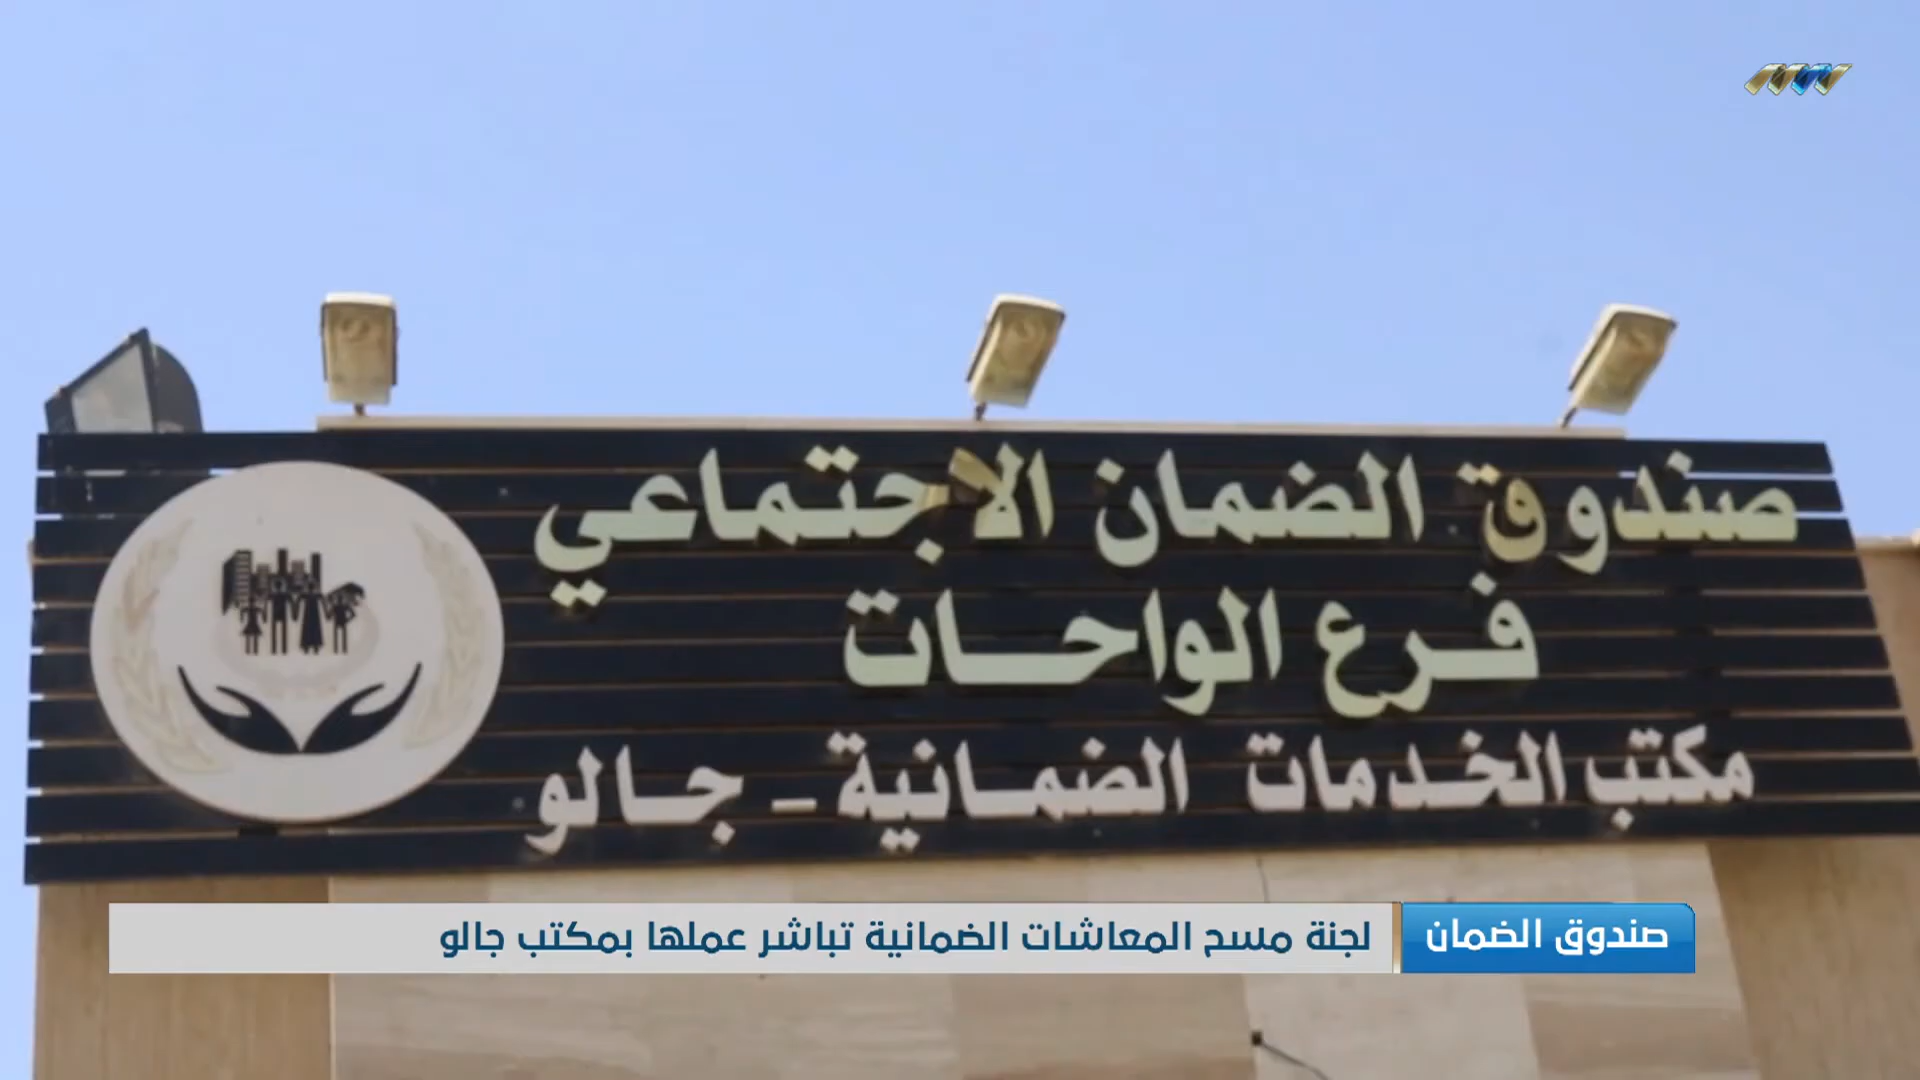 صندوق الضمان الاجتماعي
فرع الواحات
مكتب الخدمات الضمانية - جالو
صندوق الضمان
لجنة مسح المعاشات الضمانية تباشر عملها بمكتب جالو